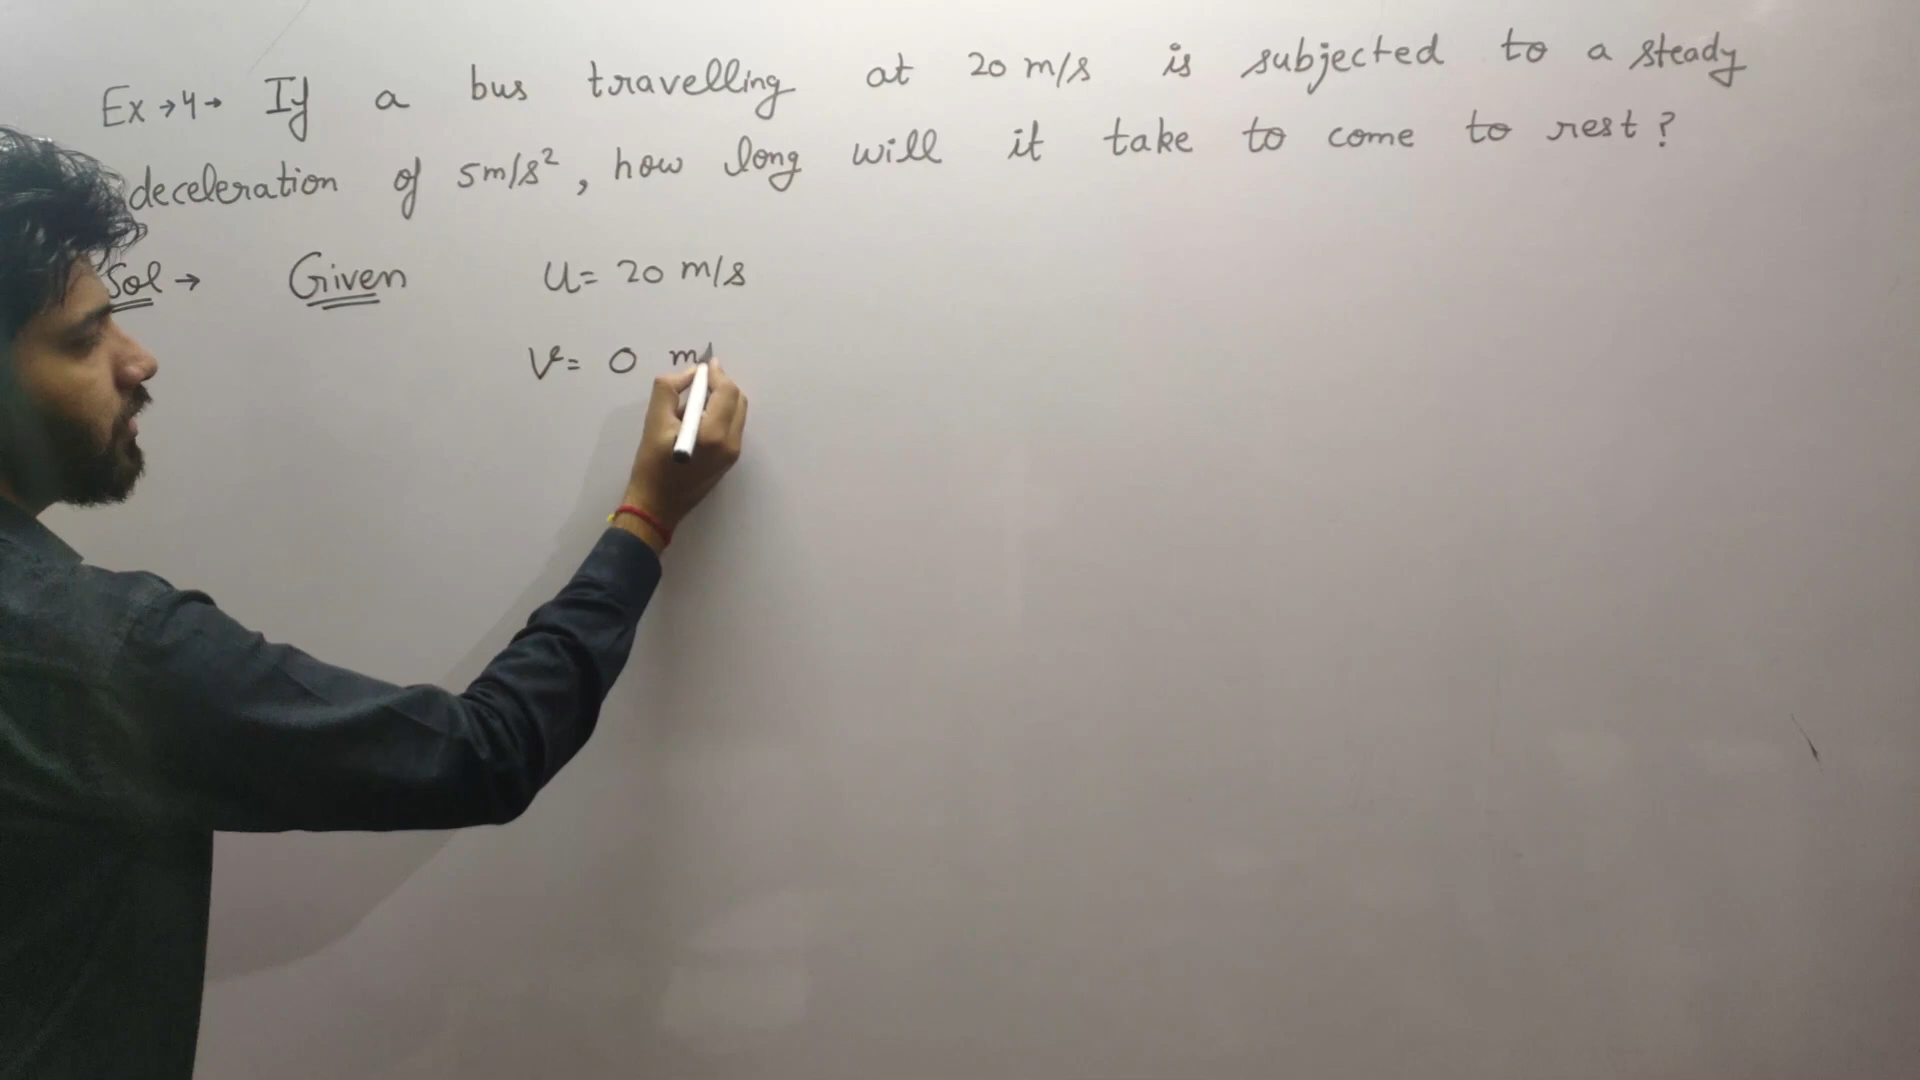 Ex → 4 → If a bus travelling at 20 m/s is subjected to a steady
deceleration of 5m/s², how long will it take to come to rest?
Sol → Given u = 20 m/s
V = 0 m/